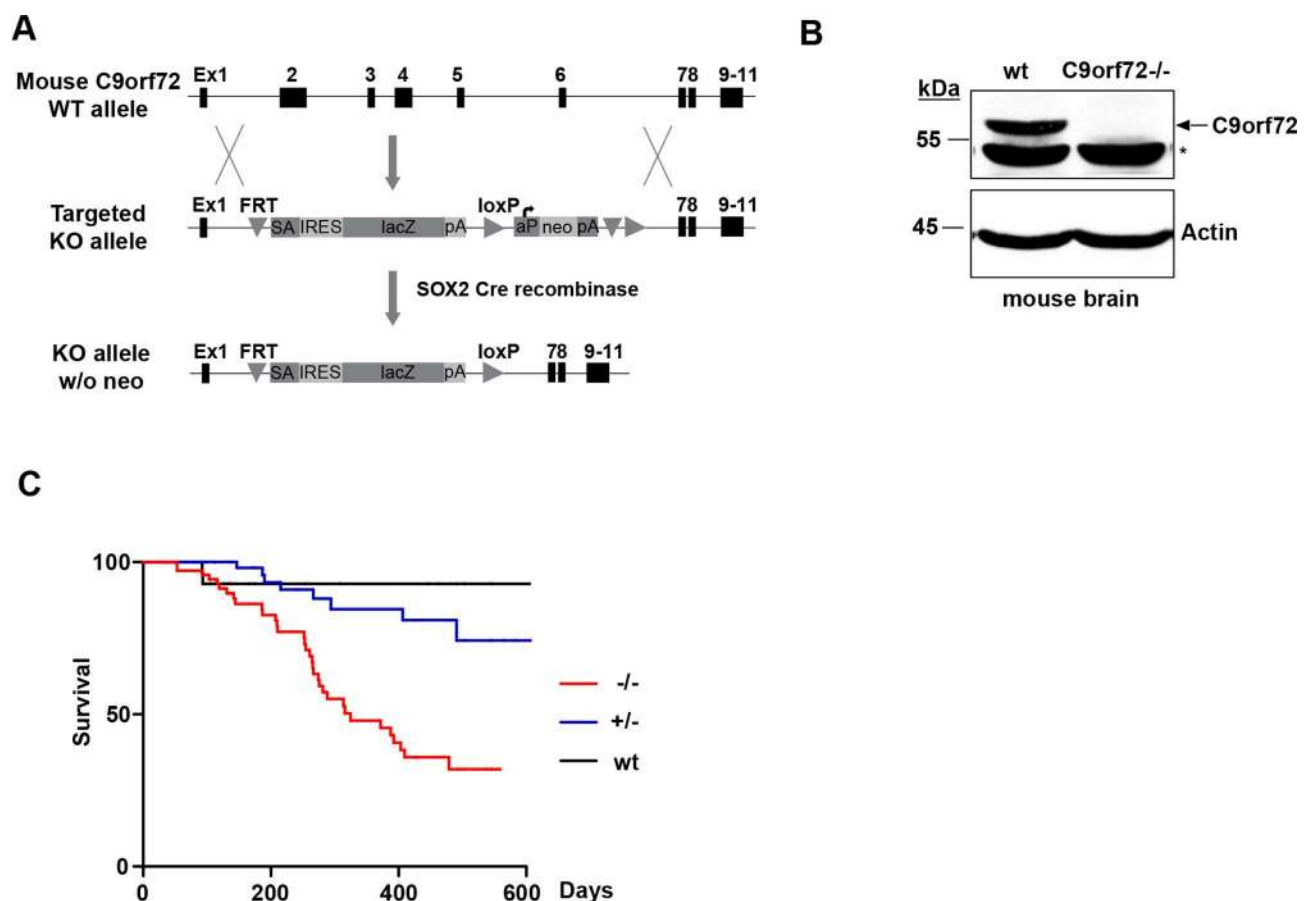 A
Mouse C9orf72
WT allele
Ex1 2 3 4 5 6 78 9-11
Targeted
KO allele
Ex1 FRT loxP 78 9-11
SA IRES lacZ pA aP neo pA
SOX2 Cre recombinase
KO allele
w/o neo
Ex1 FRT loxP 78 9-11
SA IRES lacZ pA
B
wt C9orf72-/-
kDa
55
C9orf72
*
45
Actin
mouse brain
C
Survival
100
50
0
0 200 400 600
Days
-/-
+/-
wt